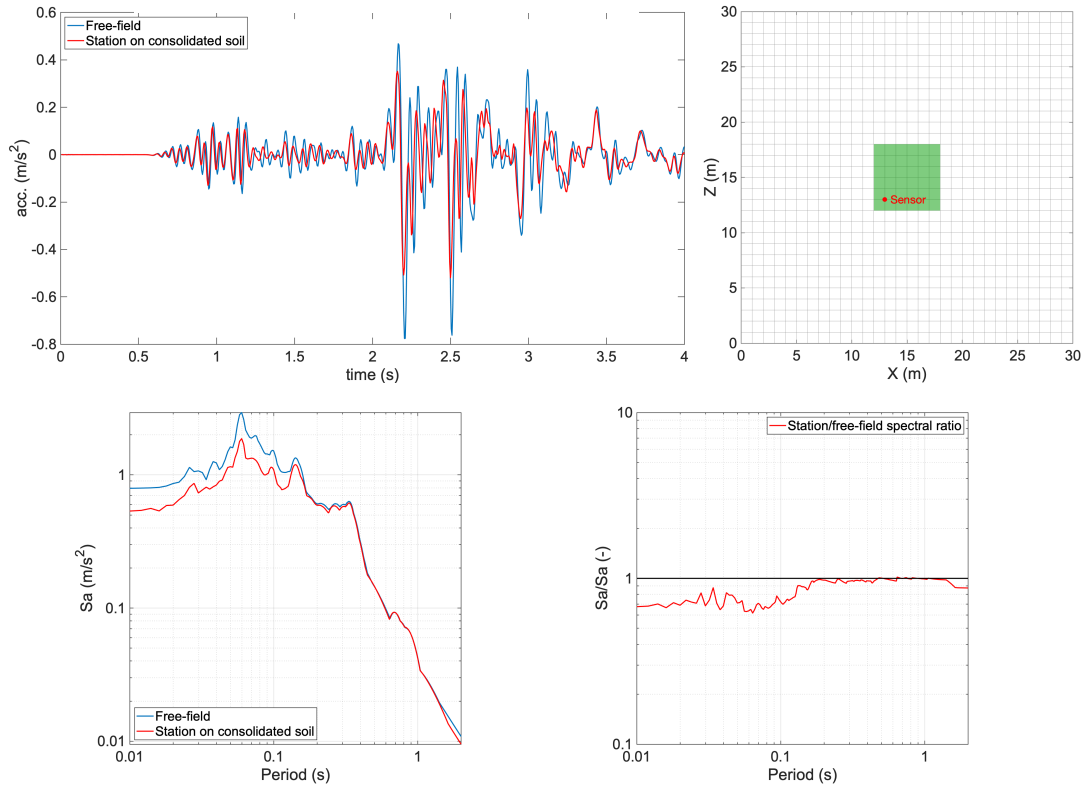 Free-field
Station on consolidated soil
0.6
0.4
0.2
0
-0.2
-0.4
-0.6
-0.8
acc. (m/s2)
0 0.5 1 1.5 2 2.5 3 3.5 4
time (s)
30
25
20
15
10
5
0
Z (m)
Sensor
0 5 10 15 20 25 30
X (m)
1
0.1
0.01
Sa (m/s2)
Free-field
Station on consolidated soil
0.01 0.1 1
Period (s)
Station/free-field spectral ratio
10
1
0.1
Sa/Sa (-)
0.01 0.1 1
Period (s)